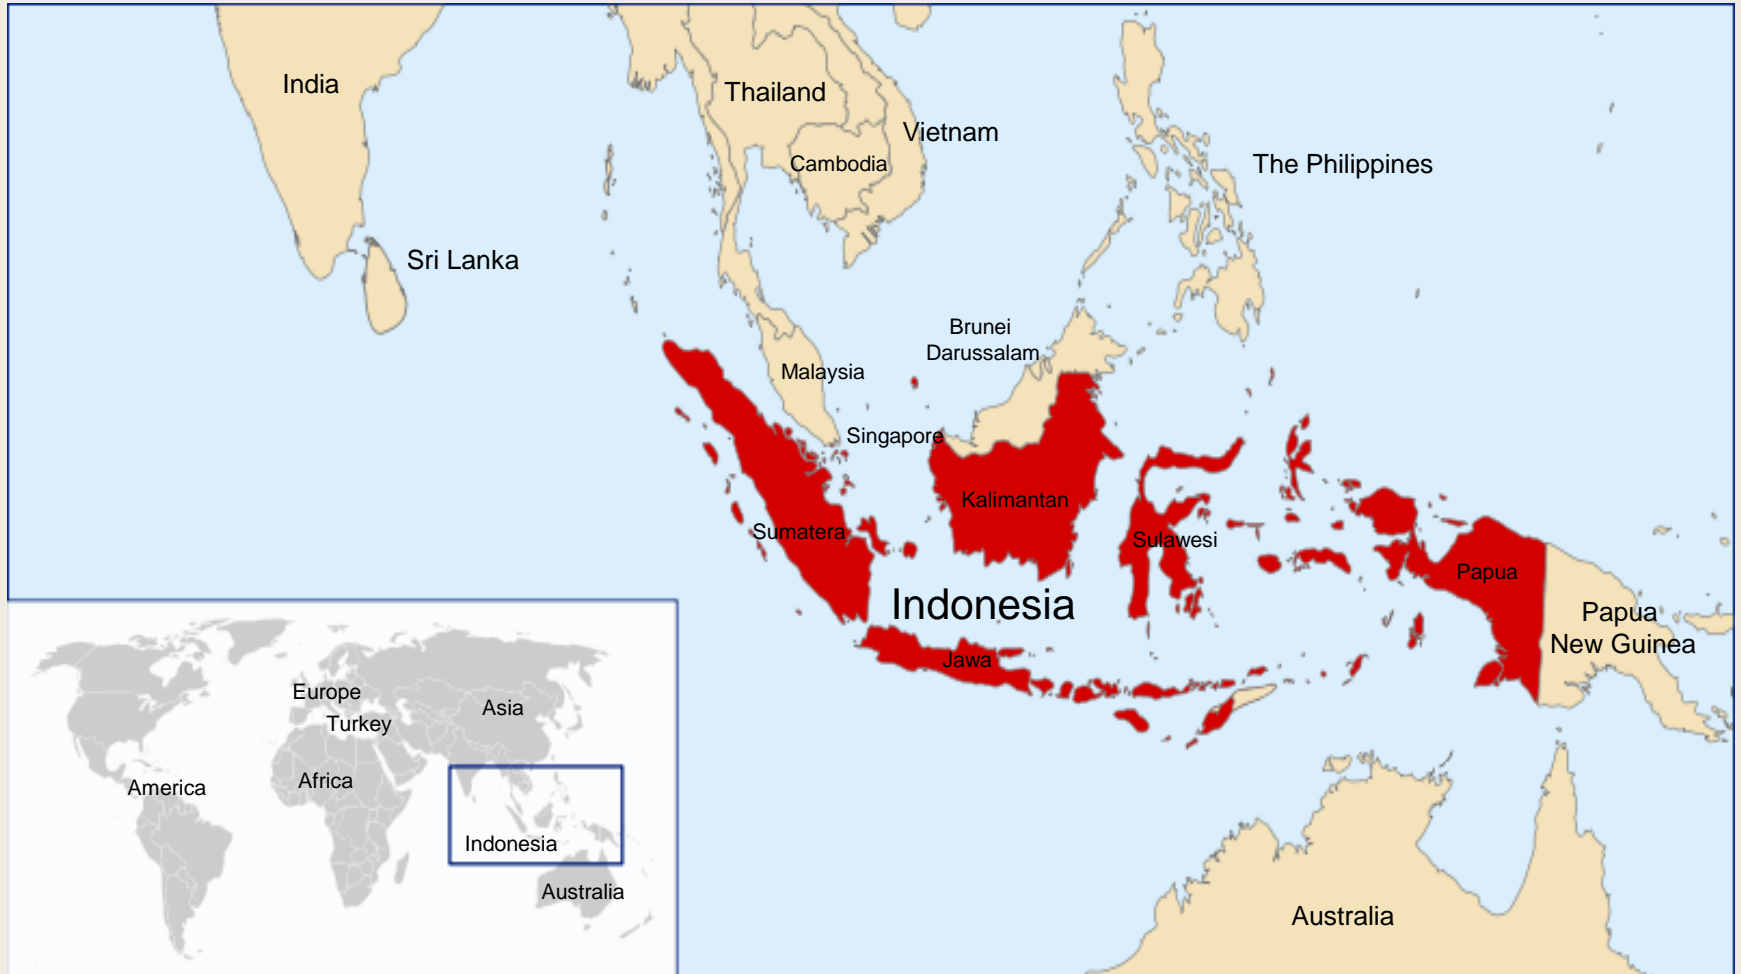 India
Thailand
Vietnam
Cambodia
The Philippines
Sri Lanka
Brunei
Darussalam
Malaysia
Singapore
Kalimantan
Sumatera
Sulawesi
Papua
Indonesia
Papua
New Guinea
Jawa
Europe
Asia
Turkey
Africa
America
Indonesia
Australia
Australia